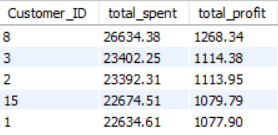 Customer_ID total_spent total_profit
8 26634.38 1268.34
3 23402.25 1114.38
2 23392.31 1113.95
15 22674.51 1079.79
1 22634.61 1077.90